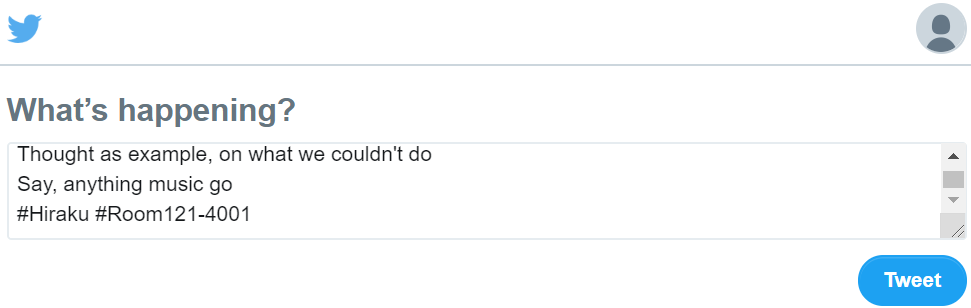 What’s happening?
Thought as example, on what we couldn't do
Say, anything music go
#Hiraku #Room121-4001
Tweet